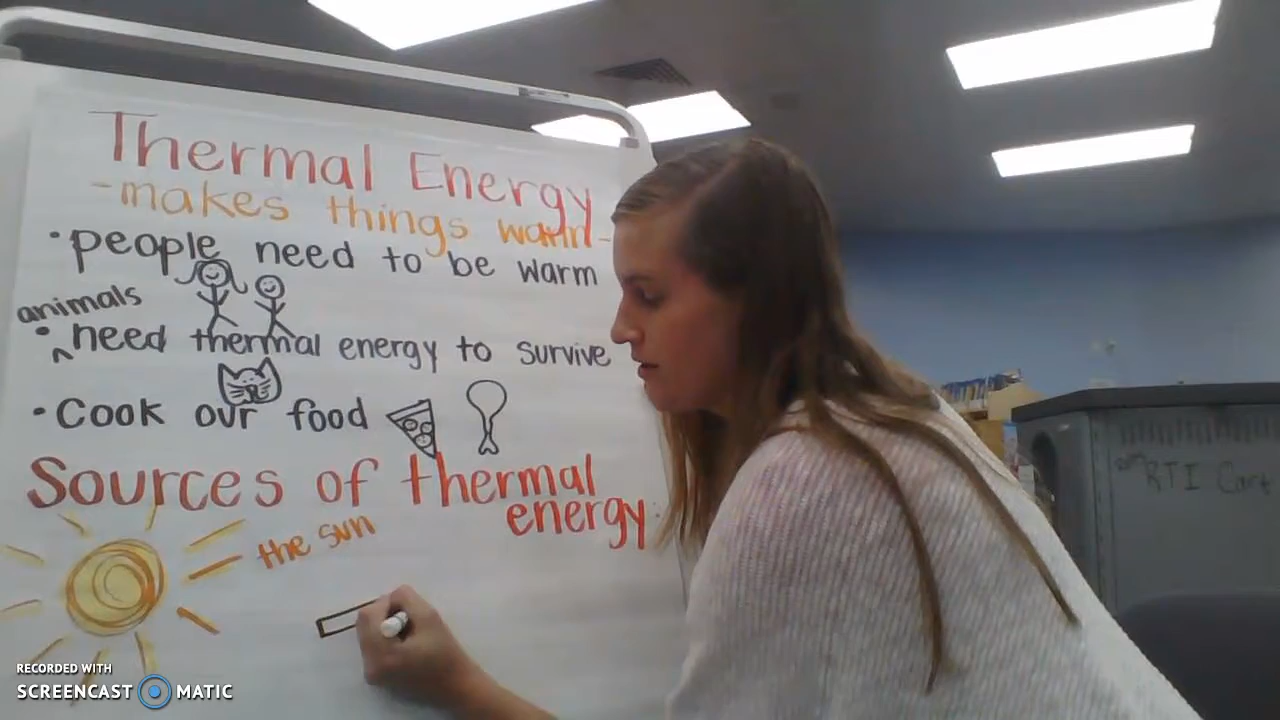 Thermal Energy
-makes things warm-
•people need to be warm
animals
•need thermal energy to survive
•Cook our food
Sources of thermal
energy
the sun
RTI Cart
RECORDED WITH
SCREENCAST MATIC